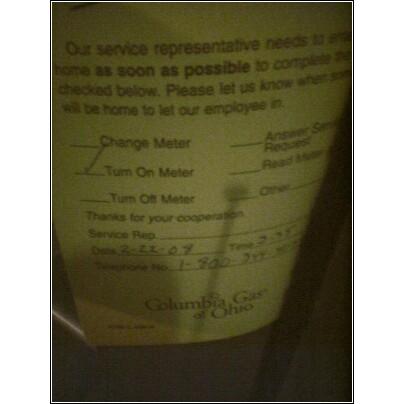 Our service representative needs to
home as soon as possible to complete the
checked below. Please let us know when
will be home to let our employee in.
Change Meter
Answer
Request
✓ Turn On Meter
Read Meter
Turn Off Meter
Other
Thanks for your cooperation.
Service Rep.
Date 2-22-08 Time
Telephone No. 1-800-344-
Columbia Gas®
of Ohio